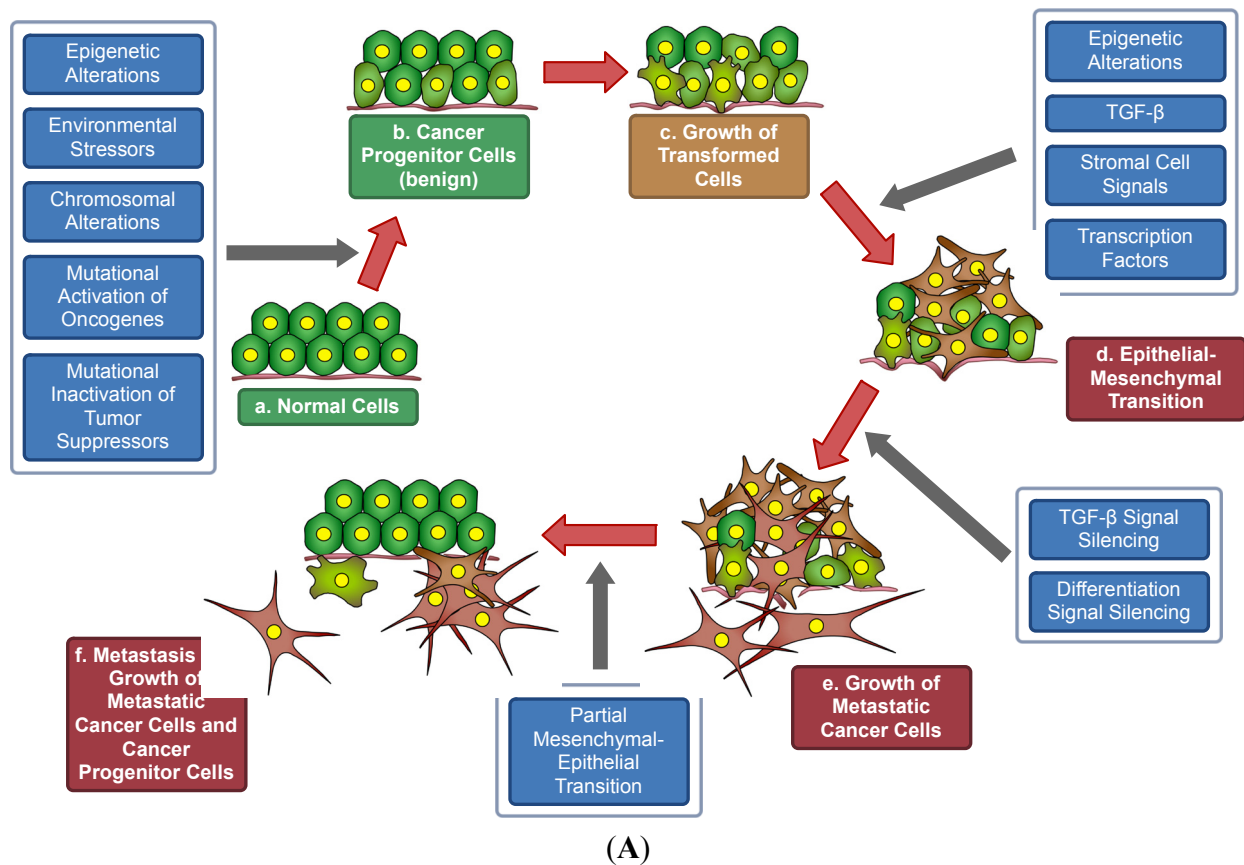 Epigenetic
Alterations
Environmental
Stressors
Chromosomal
Alterations
Mutational
Activation of
Oncogenes
Mutational
Inactivation of
Tumor
Suppressors
a. Normal Cells
b. Cancer
Progenitor Cells
(benign)
c. Growth of
Transformed
Cells
Epigenetic
Alterations
TGF-β
Stromal Cell
Signals
Transcription
Factors
d. Epithelial-
Mesenchymal
Transition
TGF-β Signal
Silencing
Differentiation
Signal Silencing
e. Growth of
Metastatic
Cancer Cells
Partial
Mesenchymal-
Epithelial
Transition
f. Metastasis
Growth of
Metastatic
Cancer Cells and
Cancer
Progenitor Cells
(A)